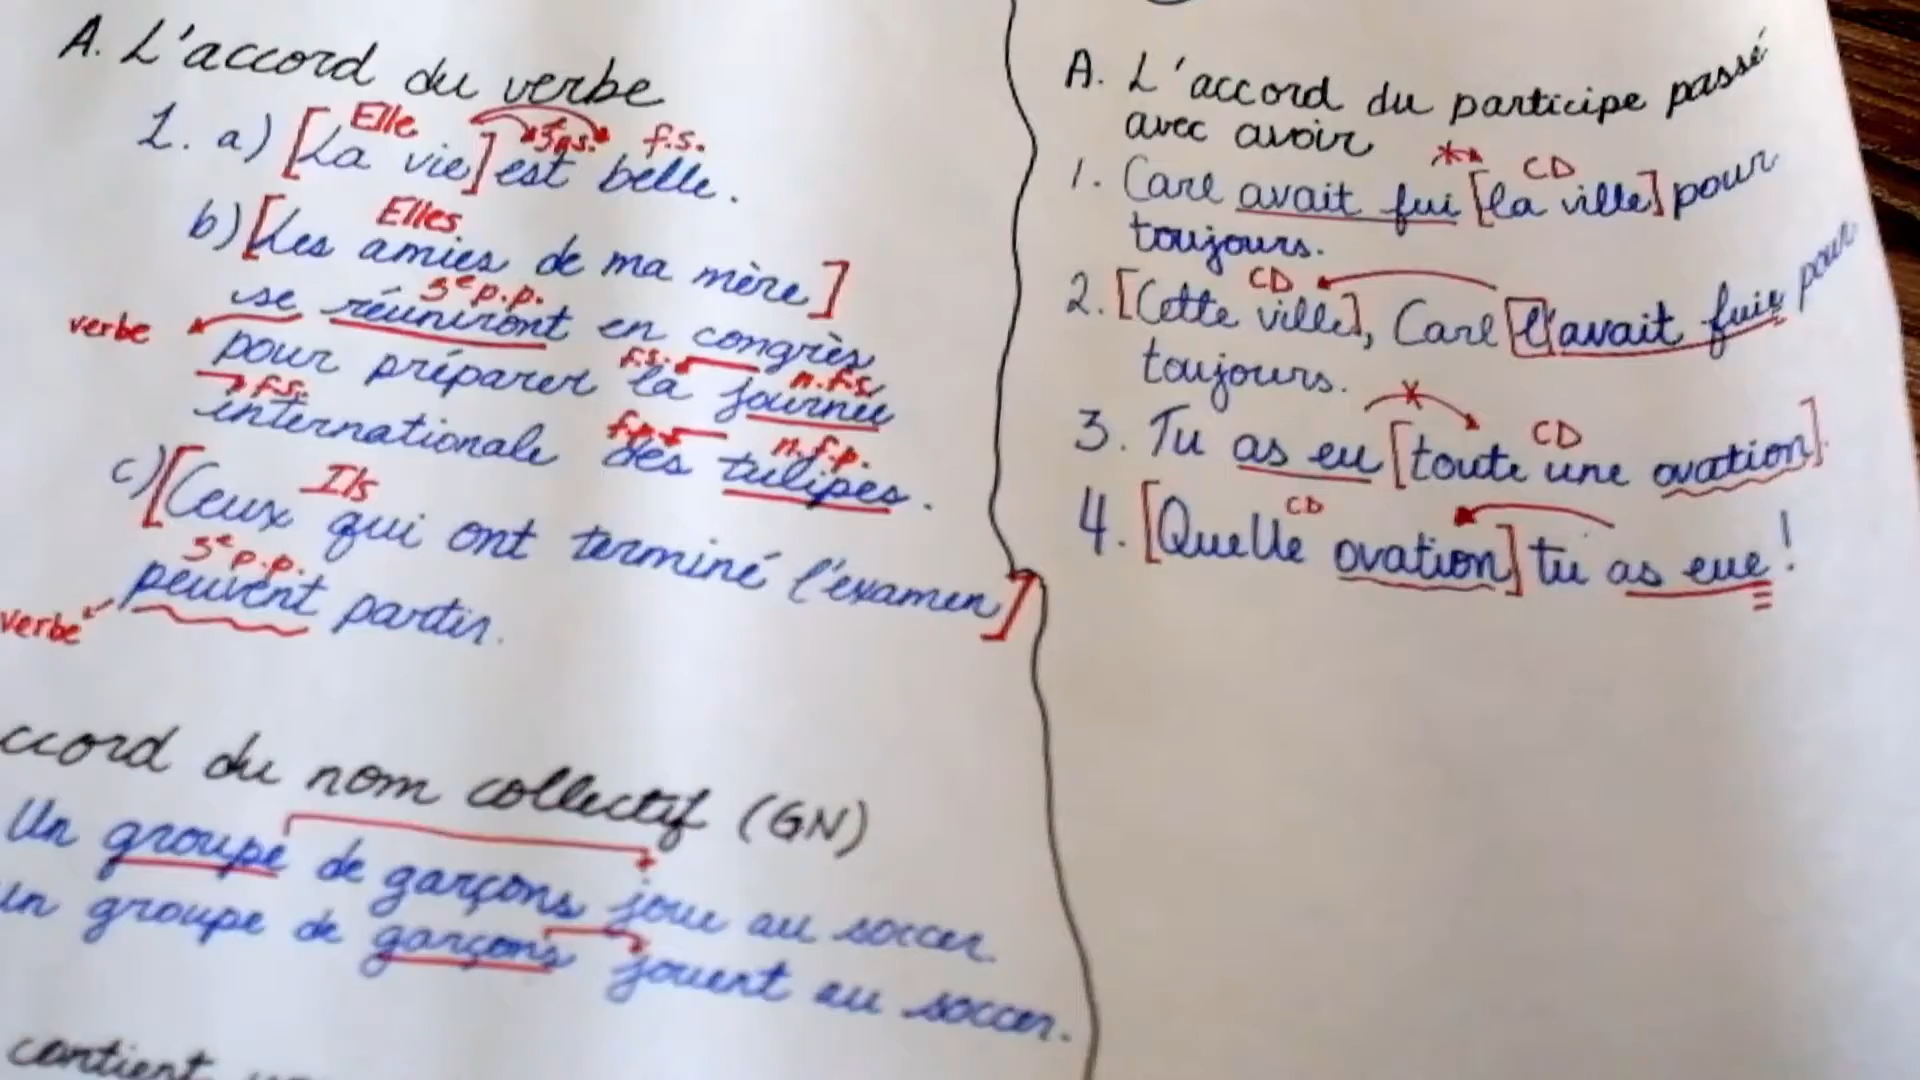 A. L'accord du verbe
Elle 3e p.s. f.s.
1. a) [La vie] est belle.
Elles
b) [Les amies de ma mère]
3e p.p.
verbe se réuniront en congrès
f.s. n.f.s.
pour préparer la journée
f.s. f.p. n.f.p.
internationale des tulipes.
Ils
c) [Ceux qui ont terminé l'examen]
3e p.p.
verbe peuvent partir.
ccord du nom collectif (GN)
Un groupe de garçons joue au soccer.
Un groupe de garçons jouent au soccer.
contient
A. L'accord du participe passé
avec avoir
CD
1. Carl avait fui [la ville] pour
toujours.
CD
2. [Cette ville], Carl l'avait fuie pour
toujours.
CD
3. Tu as eu [toute une ovation].
CD
4. [Quelle ovation] tu as eue !